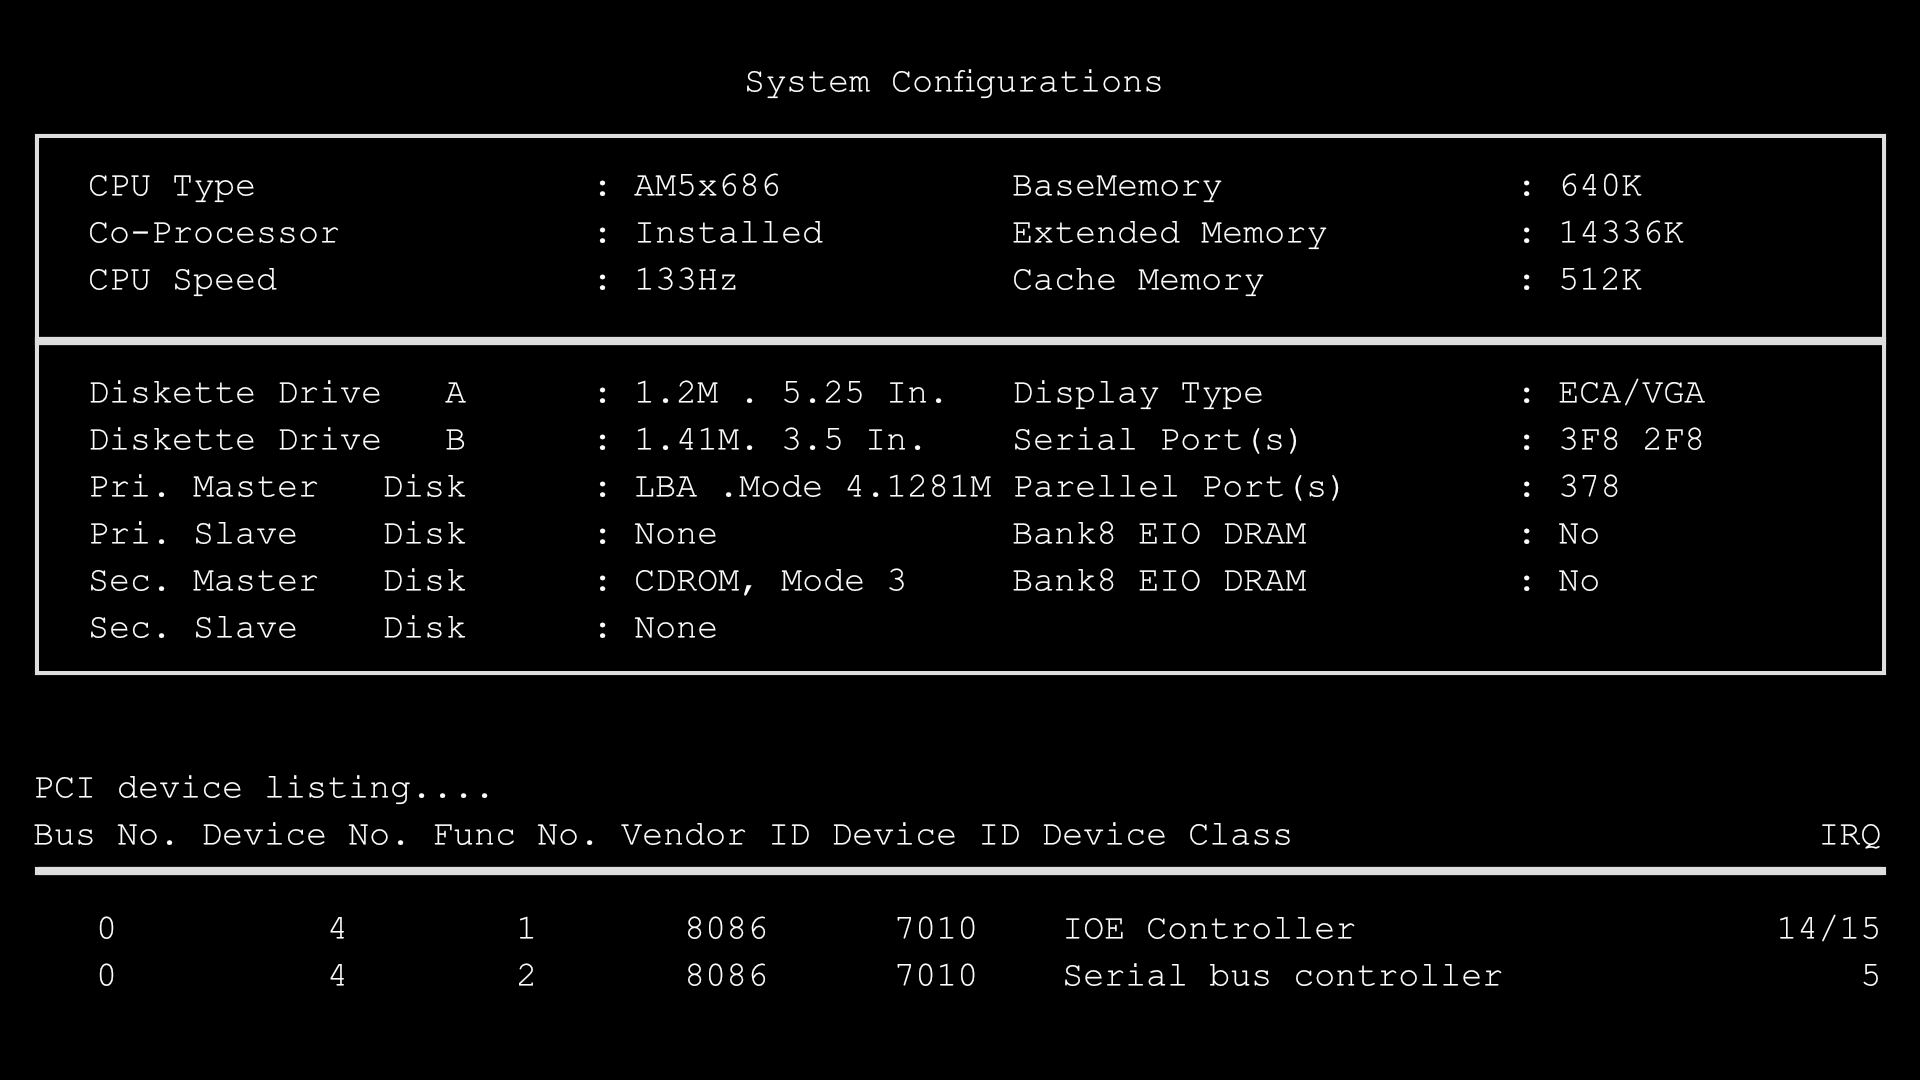 System Configurations
CPU Type : AM5x686 BaseMemory : 640K
Co-Processor : Installed Extended Memory : 14336K
CPU Speed : 133Hz Cache Memory : 512K
Diskette Drive A : 1.2M . 5.25 In. Display Type : ECA/VGA
Diskette Drive B : 1.41M. 3.5 In. Serial Port(s) : 3F8 2F8
Pri. Master Disk : LBA .Mode 4.1281M Parellel Port(s) : 378
Pri. Slave Disk : None Bank8 EIO DRAM : No
Sec. Master Disk : CDROM, Mode 3 Bank8 EIO DRAM : No
Sec. Slave Disk : None
PCI device listing....
Bus No. Device No. Func No. Vendor ID Device ID Device Class IRQ
0 4 1 8086 7010 IOE Controller 14/15
0 4 2 8086 7010 Serial bus controller 5